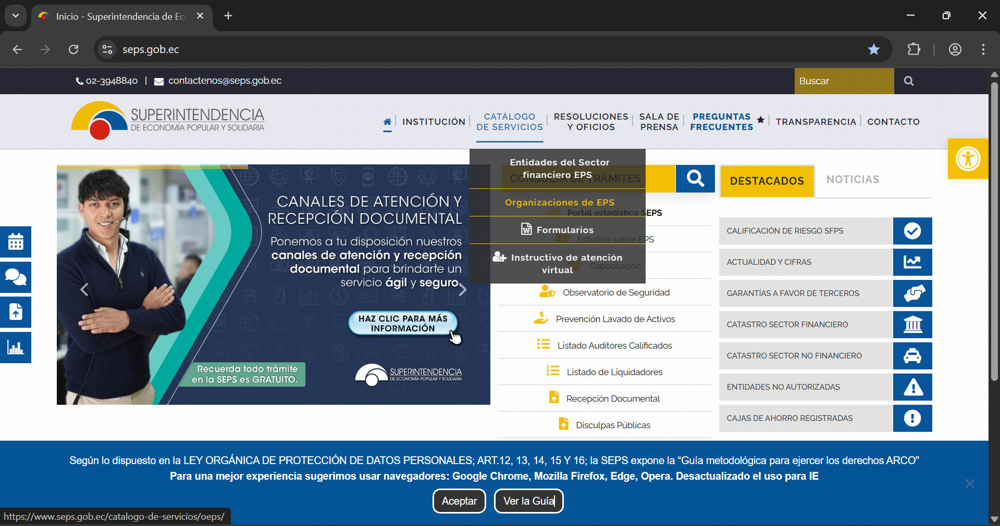 Inicio - Superintendencia de Ec
seps.gob.ec
02-3948840 | contactenos@seps.gob.ec
Buscar
SUPERINTENDENCIA
DE ECONOMÍA POPULAR Y SOLIDARIA
INSTITUCIÓN
CATÁLOGO
DE SERVICIOS
RESOLUCIONES
Y OFICIOS
SALA DE
PRENSA
PREGUNTAS
FRECUENTES
TRANSPARENCIA
CONTACTO
CANALES DE ATENCIÓN Y
RECEPCIÓN DOCUMENTAL
Ponemos a tu disposición nuestros
canales de atención y recepción
documental para brindarte un
servicio ágil y seguro.
HAZ CLIC PARA MÁS
INFORMACIÓN
Recuerda todo trámite
en la SEPS es GRATUITO.
SUPERINTENDENCIA
DE ECONOMÍA POPULAR Y SOLIDARIA
Entidades del Sector
financiero EPS
Organizaciones de EPS
Formularios
Instructivo de atención
virtual
CONSULTA DE TRÁMITES
Portal estadístico SEPS
Estudios sobre EPS
Capacitación
Observatorio de Seguridad
Prevención Lavado de Activos
Listado Auditores Calificados
Listado de Liquidadores
Recepción Documental
Disculpas Públicas
DESTACADOS
NOTICIAS
CALIFICACIÓN DE RIESGO SFPS
ACTUALIDAD Y CIFRAS
GARANTÍAS A FAVOR DE TERCEROS
CATASTRO SECTOR FINANCIERO
CATASTRO SECTOR NO FINANCIERO
ENTIDADES NO AUTORIZADAS
CAJAS DE AHORRO REGISTRADAS
Según lo dispuesto en la LEY ORGÁNICA DE PROTECCIÓN DE DATOS PERSONALES; ART.12, 13, 14, 15 Y 16; la SEPS expone la “Guía metodológica para ejercer los derechos ARCO"
Para una mejor experiencia sugerimos usar navegadores: Google Chrome, Mozilla Firefox, Edge, Opera. Desactualizado el uso para IE
Aceptar
Ver la Guía
https://www.seps.gob.ec/catalogo-de-servicios/oeps/